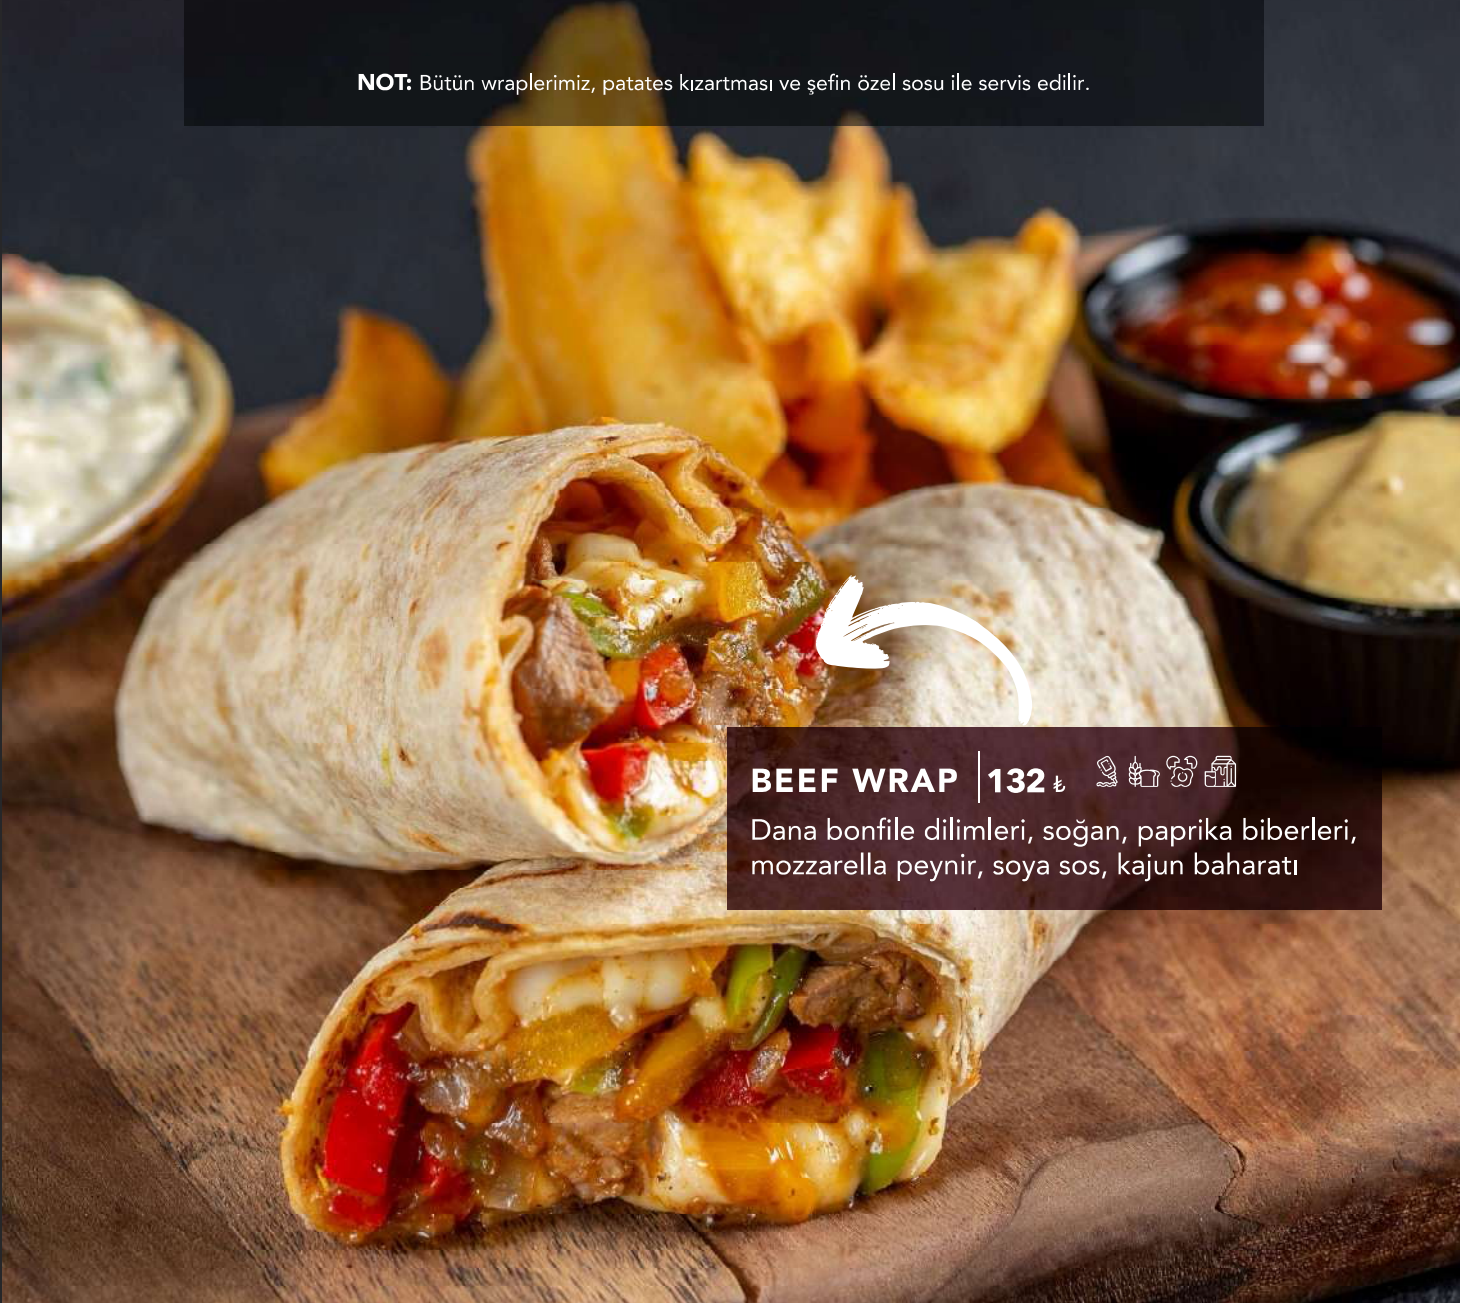 NOT: Bütün wraplerimiz, patates kızartması ve şefin özel sosu ile servis edilir.
BEEF WRAP | 132 ₺
Dana bonfile dilimleri, soğan, paprika biberleri,
mozzarella peynir, soya sos, kajun baharatı